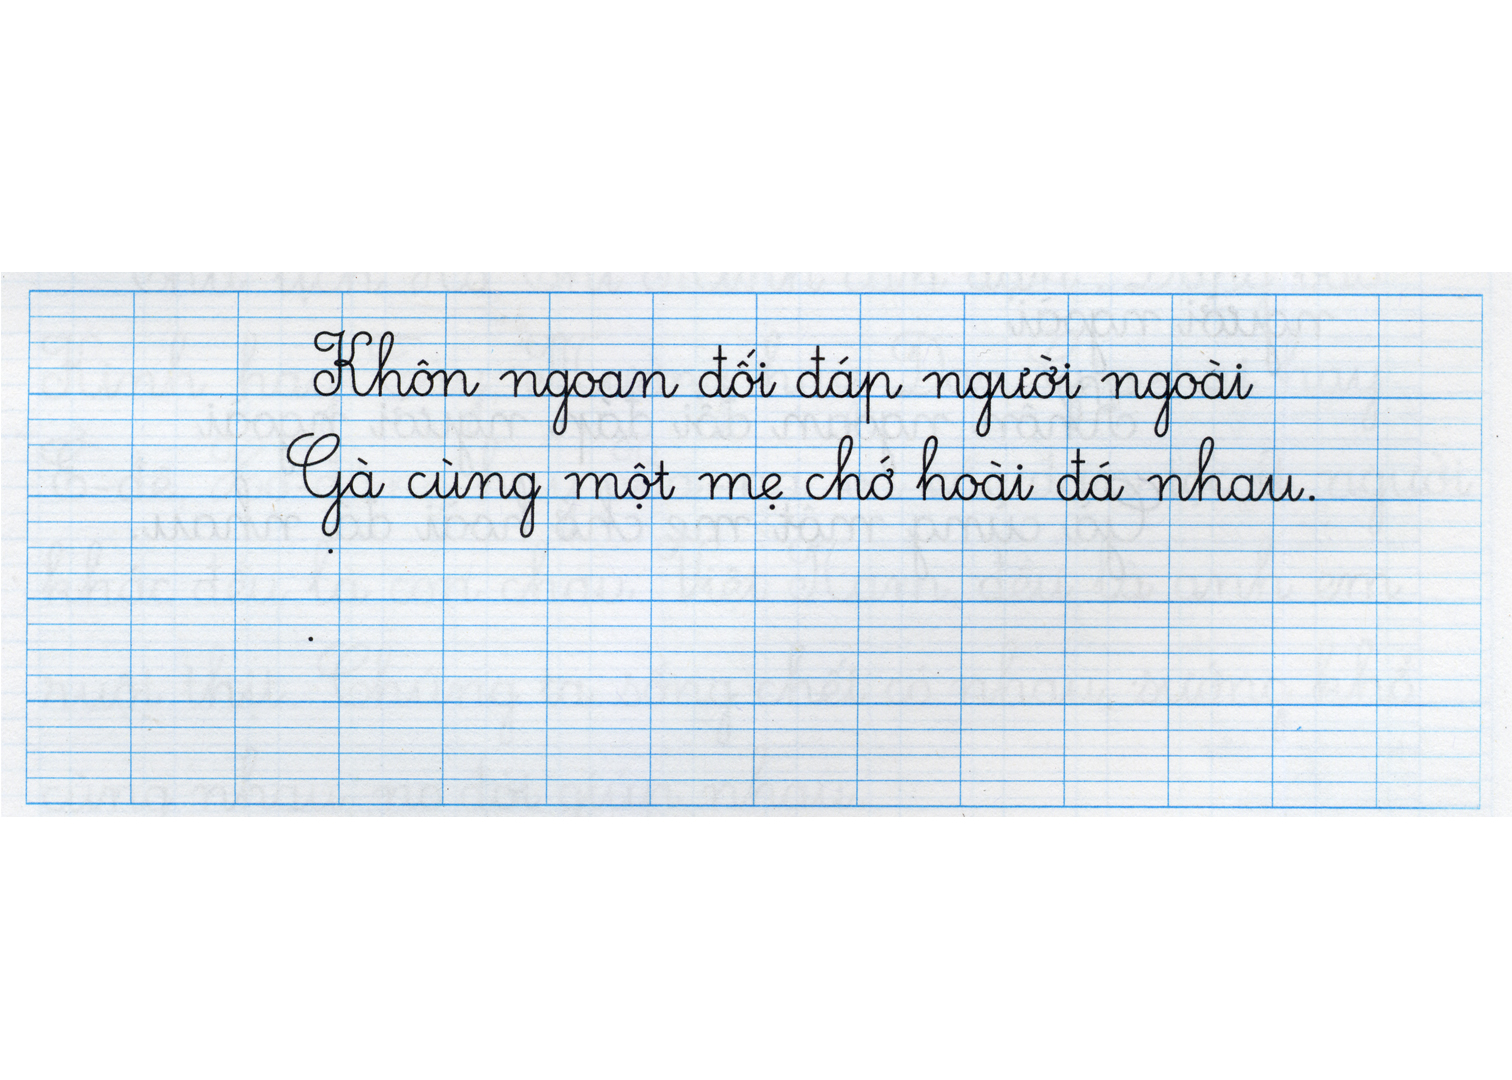 Khôn ngoan đối đáp người ngoài
Gà cùng một mẹ chớ hoài đá nhau.